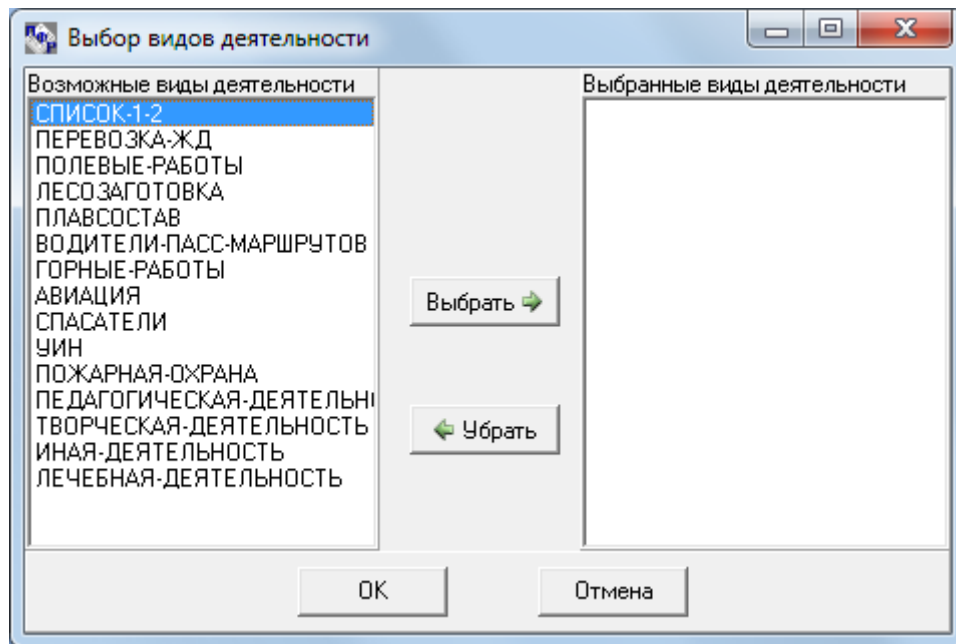 ПФР Выбор видов деятельности
Возможные виды деятельности
СПИСОК-1-2
ПЕРЕВОЗКА-ЖД
ПОЛЕВЫЕ-РАБОТЫ
ЛЕСОЗАГОТОВКА
ПЛАВСОСТАВ
ВОДИТЕЛИ-ПАСС-МАРШРУТОВ
ГОРНЫЕ-РАБОТЫ
АВИАЦИЯ
СПАСАТЕЛИ
УИН
ПОЖАРНАЯ-ОХРАНА
ПЕДАГОГИЧЕСКАЯ-ДЕЯТЕЛЬН
ТВОРЧЕСКАЯ-ДЕЯТЕЛЬНОСТЬ
ИНАЯ-ДЕЯТЕЛЬНОСТЬ
ЛЕЧЕБНАЯ-ДЕЯТЕЛЬНОСТЬ
Выбрать
Убрать
Выбранные виды деятельности
OK
Отмена